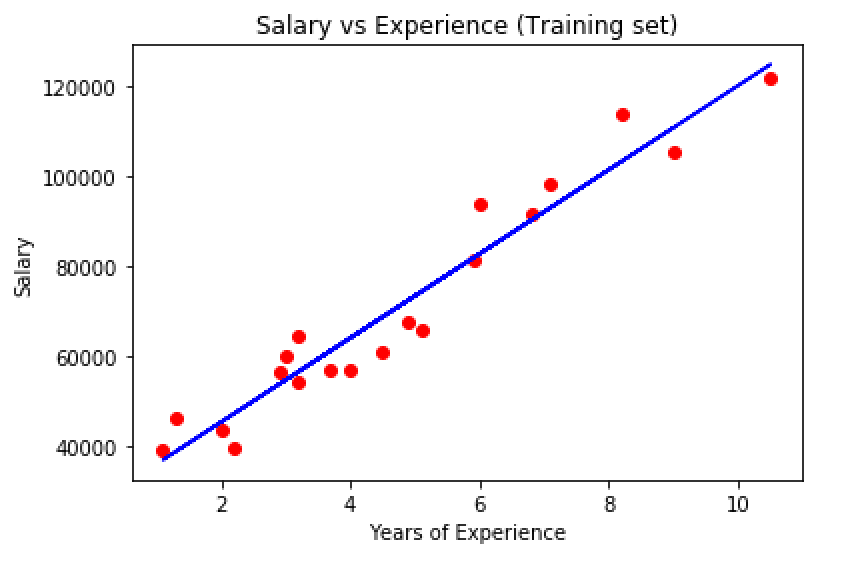 Salary vs Experience (Training set)
120000
100000
80000
60000
40000
Salary
2 4 6 8 10
Years of Experience